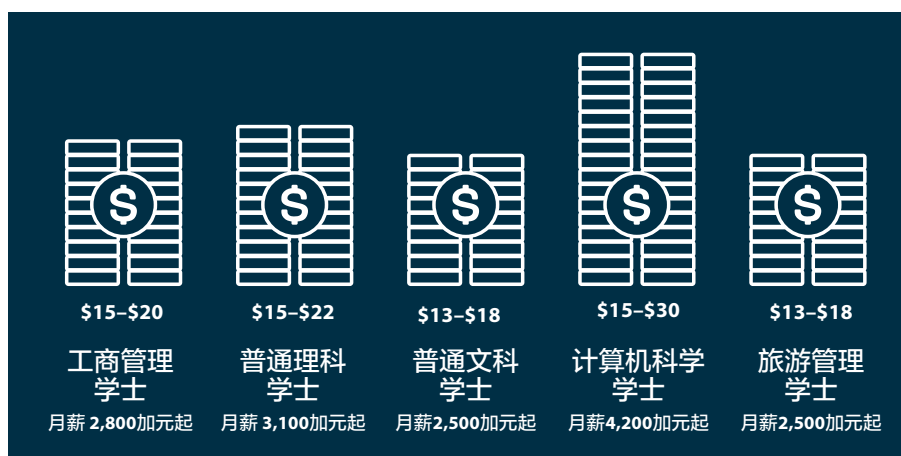 $ $ $ $ $
$15–$20 $15–$22 $13–$18 $15–$30 $13–$18
工商管理 普通理科 普通文科 计算机科学 旅游管理
学士 学士 学士 学士 学士
月薪 2,800加元起 月薪 3,100加元起 月薪2,500加元起 月薪4,200加元起 月薪2,500加元起